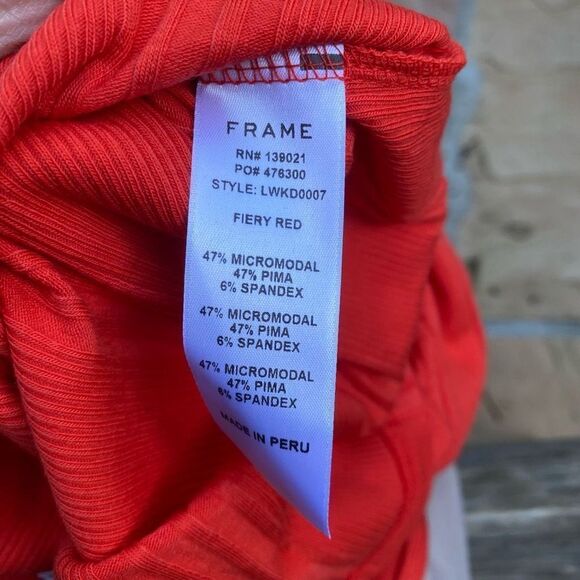 FRAME
RN# 139021
PO# 476300
STYLE: LWKD0007
FIERY RED
47% MICROMODAL
47% PIMA
6% SPANDEX
47% MICROMODAL
47% PIMA
6% SPANDEX
47% MICROMODAL
47% PIMA
6% SPANDEX
MADE IN PERU